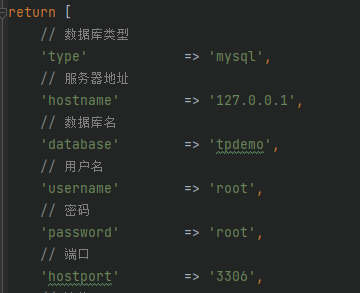 return [
// 数据库类型
'type' => 'mysql',
// 服务器地址
'hostname' => '127.0.0.1',
// 数据库名
'database' => 'tpdemo',
// 用户名
'username' => 'root',
// 密码
'password' => 'root',
// 端口
'hostport' => '3306',